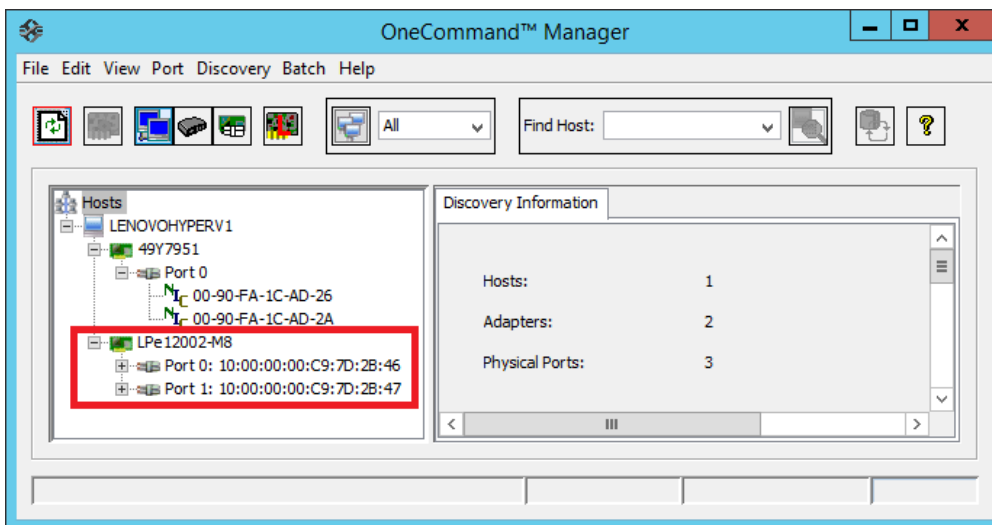 OneCommand™ Manager
File Edit View Port Discovery Batch Help
All
Find Host:
Hosts
LENOVOHYPERV1
49Y7951
Port 0
NIC 00-90-FA-1C-AD-26
NIC 00-90-FA-1C-AD-2A
LPe12002-M8
Port 0: 10:00:00:00:C9:7D:2B:46
Port 1: 10:00:00:00:C9:7D:2B:47
Discovery Information
Hosts: 1
Adapters: 2
Physical Ports: 3